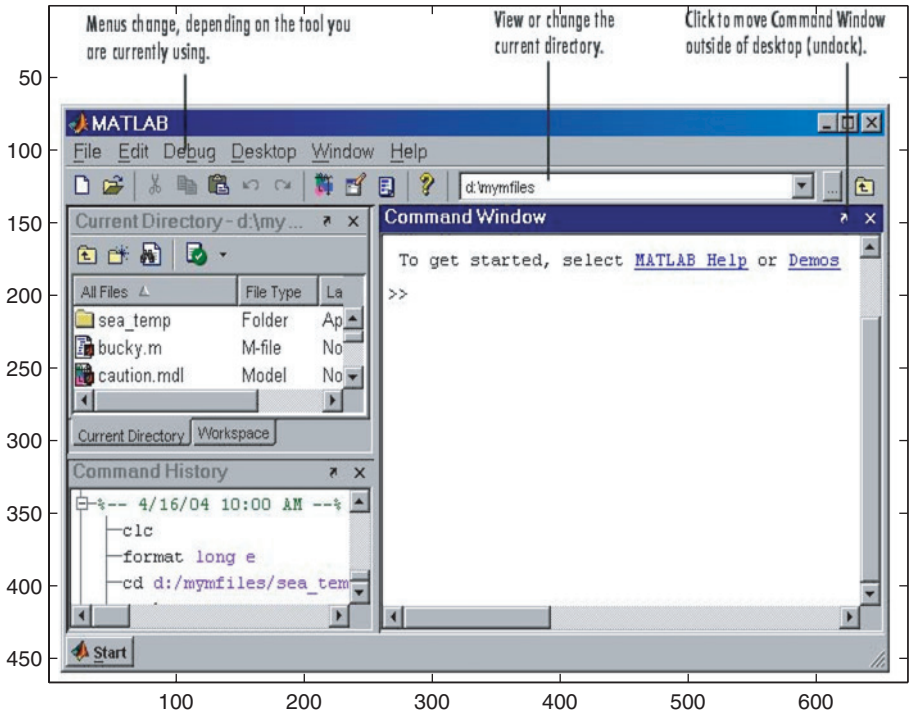 Menus change, depending on the tool you
are currently using.
View or change the
current directory.
Click to move Command Window
outside of desktop (undock).
MATLAB
File Edit Debug Desktop Window Help
d:\mymfiles
...
Current Directory - d:\my...
All Files File Type La
sea_temp Folder Ap
bucky.m M-file No
caution.mdl Model No
Current Directory Workspace
Command History
%-- 4/16/04 10:00 AM --%
clc
format long e
cd d:/mymfiles/sea_tem
Command Window
To get started, select MATLAB Help or Demos
>>
Start
50
100
150
200
250
300
350
400
450
100 200 300 400 500 600